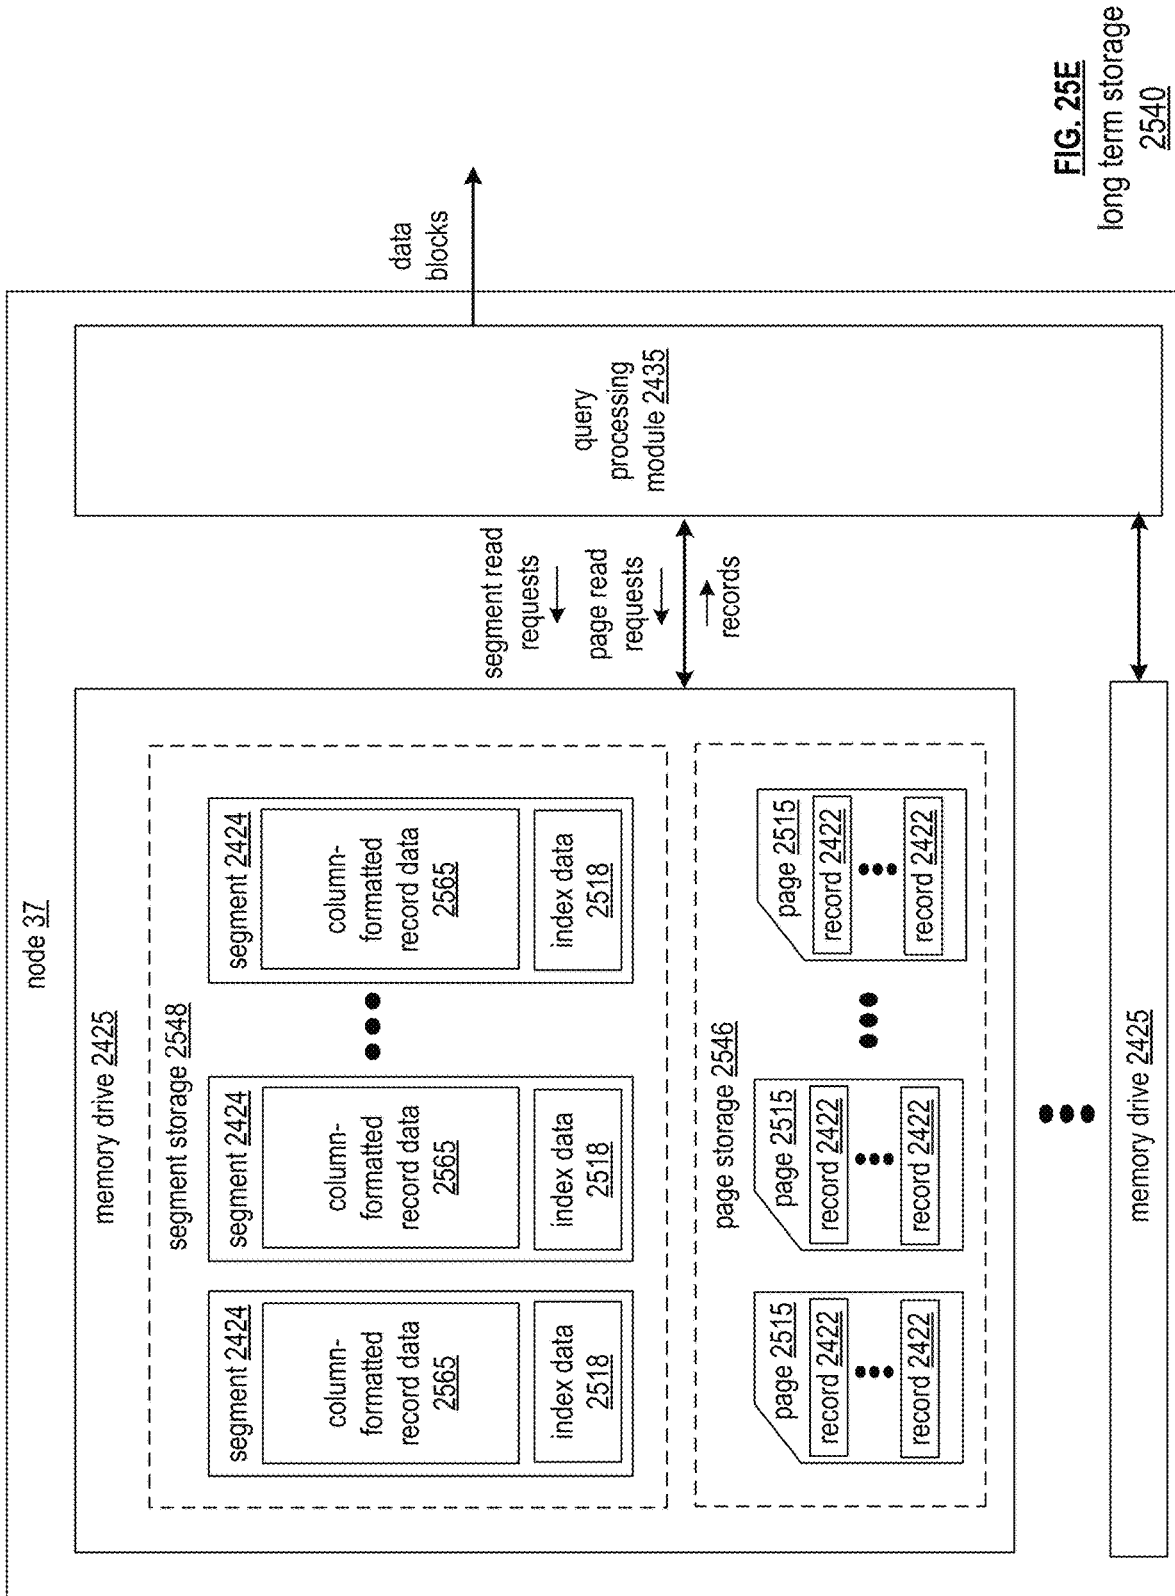 node 37
memory drive 2425
segment storage 2548
segment 2424
column-
formatted
record data
2565
index data
2518
segment 2424
column-
formatted
record data
2565
index data
2518
segment 2424
column-
formatted
record data
2565
index data
2518
page storage 2546
page 2515
record 2422
record 2422
page 2515
record 2422
record 2422
page 2515
record 2422
record 2422
memory drive 2425
segment read
requests
page read
requests
records
query
processing
module 2435
data
blocks
FIG. 25E
long term storage
2540